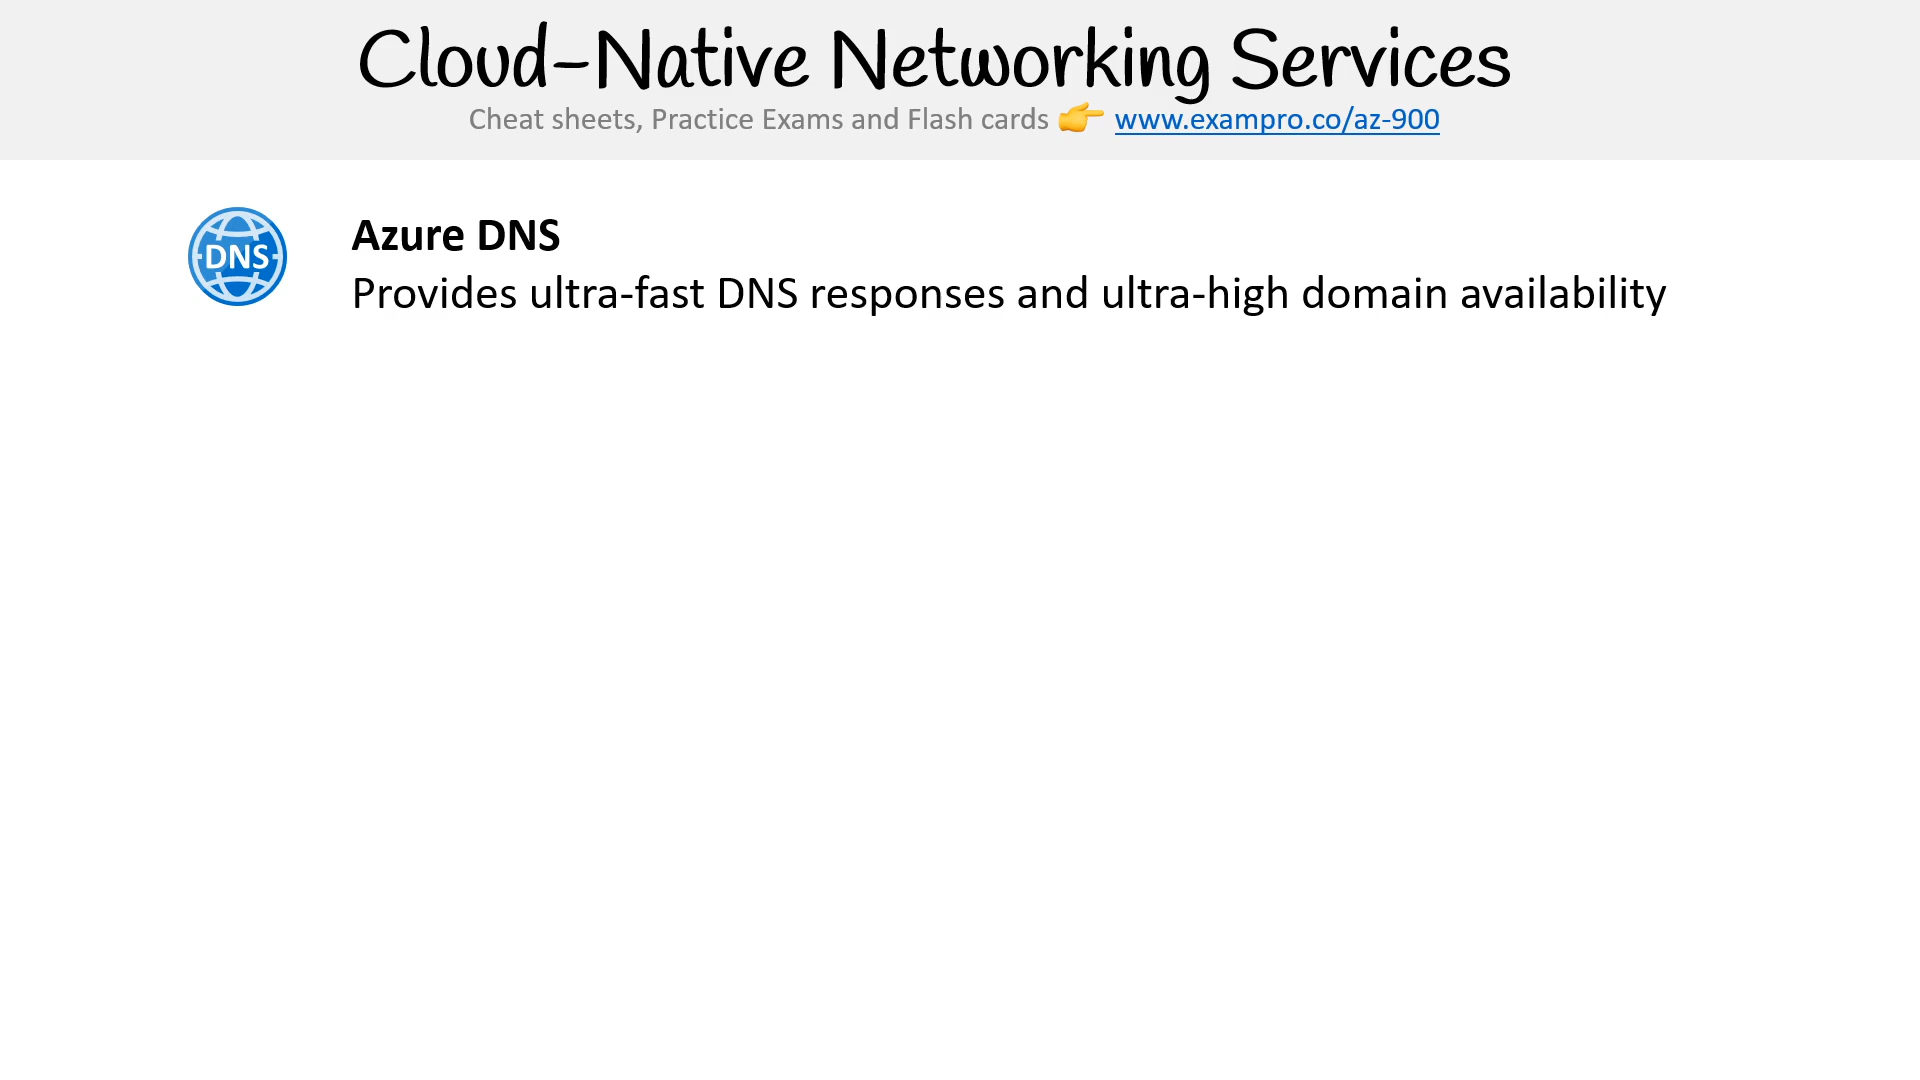 Cloud-Native Networking Services
Cheat sheets, Practice Exams and Flash cards 👉 www.exampro.co/az-900
DNS
Azure DNS
Provides ultra-fast DNS responses and ultra-high domain availability